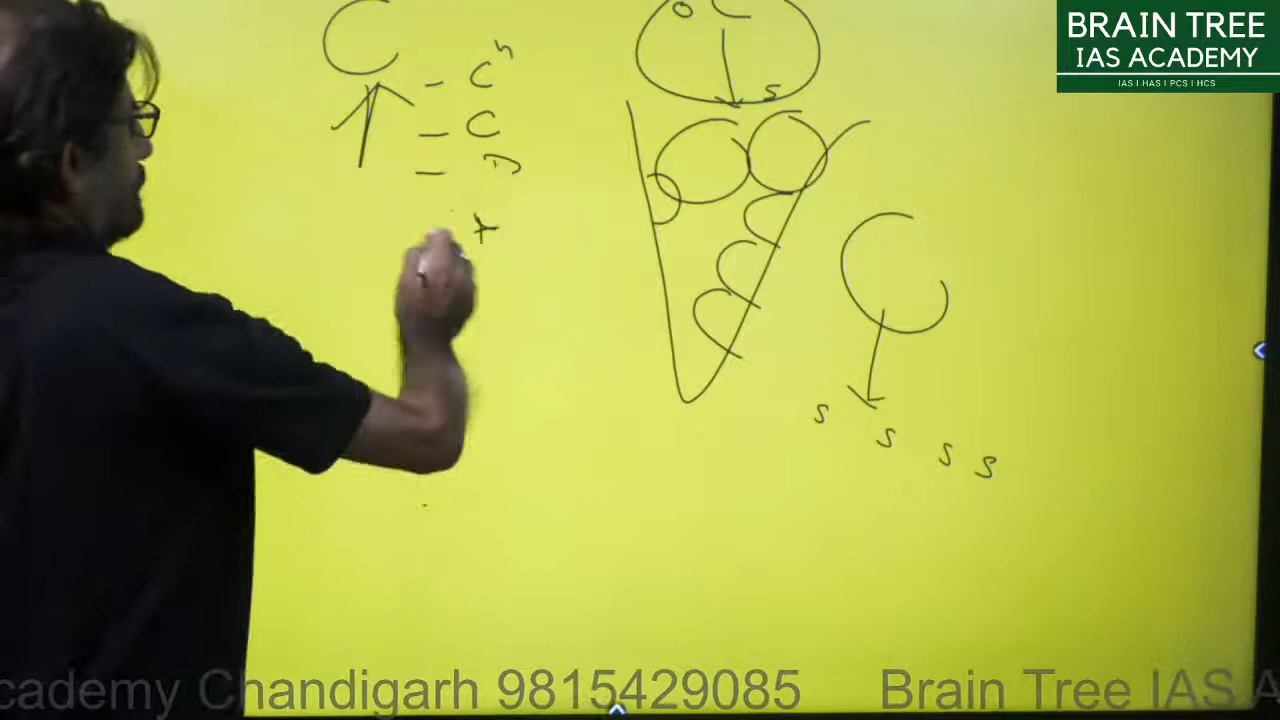 BRAIN TREE
IAS ACADEMY
IAS I HAS I PCS I HCS
C
C
S
S
S S S
cademy Chandigarh 9815429085 Brain Tree IAS A